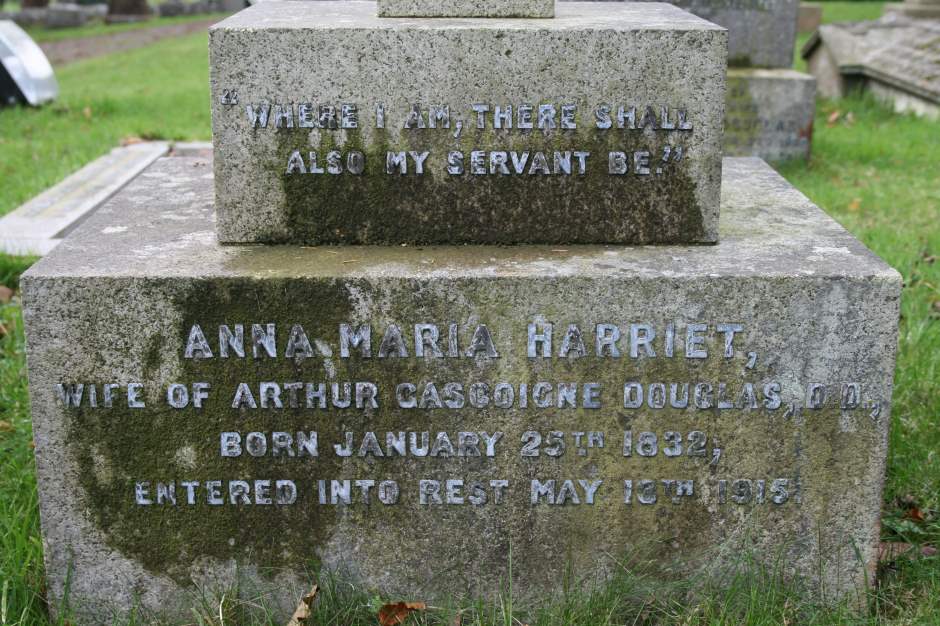 "WHERE I AM, THERE SHALL
ALSO MY SERVANT BE."
ANNA MARIA HARRIET,
WIFE OF ARTHUR GASCOIGNE DOUGLAS, D.D.,
BORN JANUARY 25TH 1832,
ENTERED INTO REST MAY 1915.